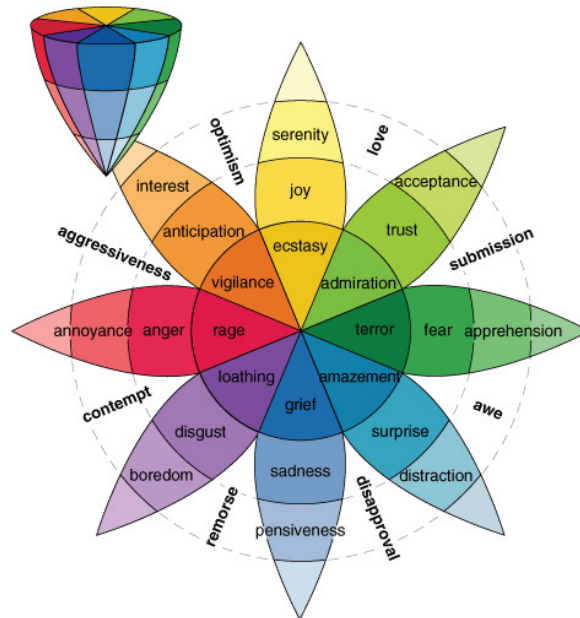 optimism
serenity
love
interest
joy
acceptance
anticipation
trust
aggressiveness
ecstasy
submission
vigilance
admiration
annoyance
anger
rage
terror
fear
apprehension
loathing
amazement
contempt
grief
awe
disgust
surprise
boredom
sadness
distraction
remorse
pensiveness
disapproval